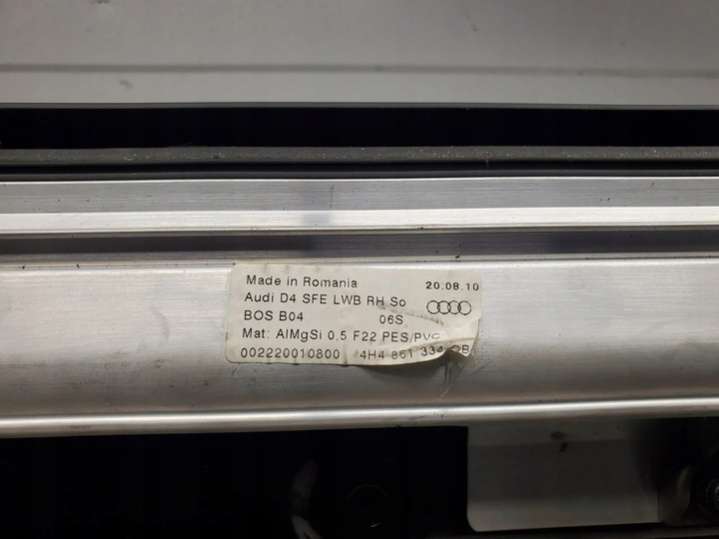 Made in Romania 20.08.10
Audi D4 SFE LWB RH So
BOS B04 06S
Mat: AlMgSi 0.5 F22 PES/PVC
002220010800 4H4 861 334 B